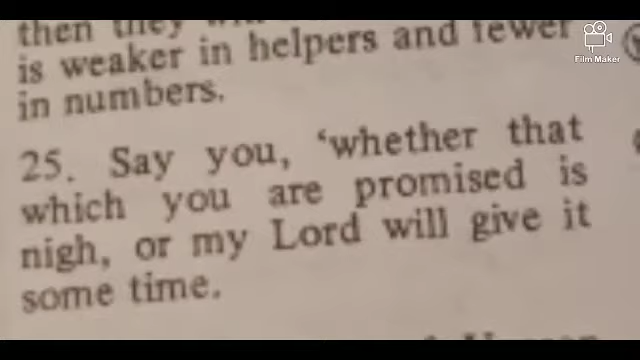 then they
is weaker in helpers and fewer
in numbers.
25. Say you, 'whether that
which you are promised is
nigh, or my Lord will give it
some time.
Film Maker